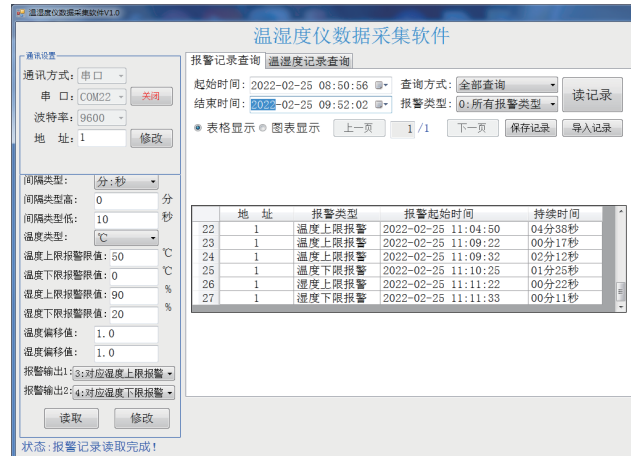 温湿度仪数据采集软件V1.0
温湿度仪数据采集软件
通讯设置
通讯方式: 串口
串 口: COM22 关闭
波特率: 9600
地 址: 1 修改
间隔类型: 分:秒
间隔类型高: 0 分
间隔类型低: 10 秒
温度类型: ℃
温度上限报警限值: 50 ℃
温度下限报警限值: 0 ℃
湿度上限报警限值: 90 %
湿度下限报警限值: 20 %
温度偏移值: 1.0
湿度偏移值: 1.0
报警输出1: 3:对应湿度上限报警
报警输出2: 4:对应湿度下限报警
读取 修改
状态:报警记录读取完成!
报警记录查询 温湿度记录查询
起始时间: 2022-02-25 08:50:56 查询方式: 全部查询 读记录
结束时间: 2022-02-25 09:52:02 报警类型: 0:所有报警类型
表格显示 图表显示 上一页 1 /1 下一页 保存记录 导入记录
地 址 报警类型 报警起始时间 持续时间
22 1 温度上限报警 2022-02-25 11:04:50 04分38秒
23 1 温度上限报警 2022-02-25 11:09:22 00分17秒
24 1 温度上限报警 2022-02-25 11:09:32 02分12秒
25 1 温度下限报警 2022-02-25 11:10:25 01分25秒
26 1 湿度上限报警 2022-02-25 11:11:22 00分22秒
27 1 湿度下限报警 2022-02-25 11:11:33 00分11秒